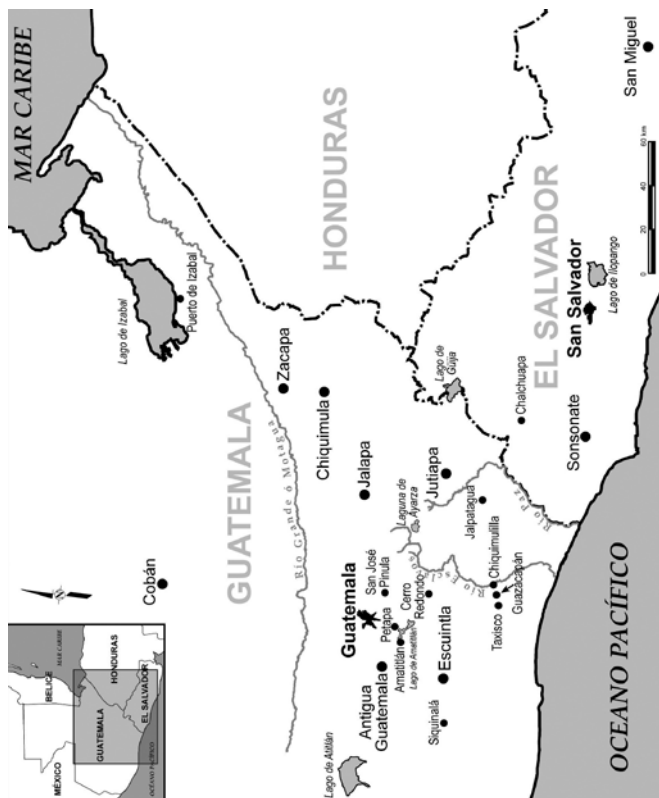 MAR CARIBE
BELICE
MÉXICO
MAR CARIBE
HONDURAS
GUATEMALA
EL SALVADOR
OCÉANO PACÍFICO
N
Cobán
Lago de Izabal
Puerto de Izabal
GUATEMALA
HONDURAS
Río Grande ó Motagua
Zacapa
Chiquimula
Jalapa
Guatemala
San José
Pinula
Laguna de
Ayarza
Lago de
Güija
EL SALVADOR
Lago de Atitlán
Antigua
Guatemala
Petapa
Amatitlán
Lago de Amatitlán
Cerro
Redondo
Jutiapa
Escuintla
Siquinalá
Jalpatagua
Río Paz
Chalchuapa
Chiquimulilla
Taxisco
Guazacapán
Sonsonate
San Salvador
Lago de Ilopango
San Miguel
0 20 40 60 km
OCEANO PACÍFICO